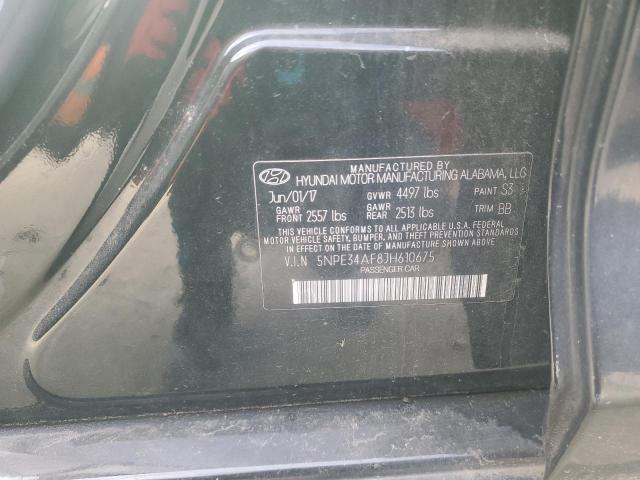 MANUFACTURED BY
HYUNDAI MOTOR MANUFACTURING ALABAMA, LLC
Jun/01/17 GVWR 4497 lbs PAINT S3
GAWR FRONT 2557 lbs GAWR REAR 2513 lbs TRIM BB
THIS VEHICLE CONFORMS TO ALL APPLICABLE U.S.A. FEDERAL
MOTOR VEHICLE SAFETY, BUMPER, AND THEFT PREVENTION STANDARDS
IN EFFECT ON THE DATE OF MANUFACTURE SHOWN ABOVE.
V.I.N 5NPE34AF8JH610675
PASSENGER CAR